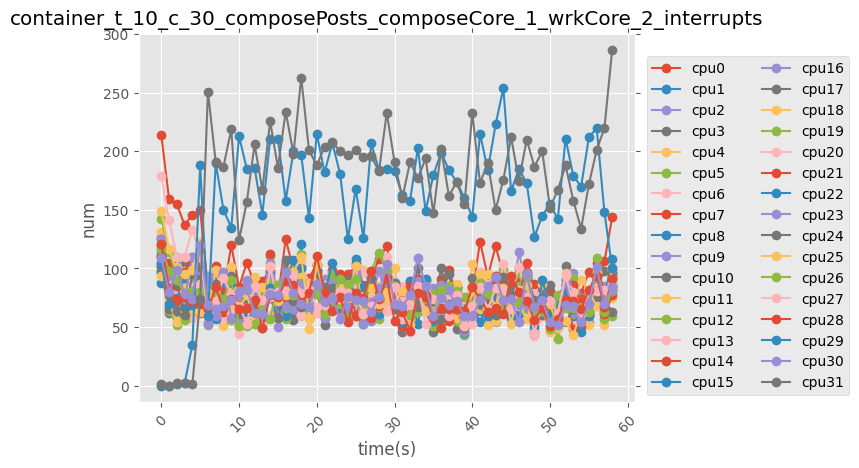 container_t_10_c_30_composePosts_composeCore_1_wrkCore_2_interrupts
num
300
250
200
150
100
50
0
0
10
20
30
40
50
60
time(s)
cpu0
cpu1
cpu2
cpu3
cpu4
cpu5
cpu6
cpu7
cpu8
cpu9
cpu10
cpu11
cpu12
cpu13
cpu14
cpu15
cpu16
cpu17
cpu18
cpu19
cpu20
cpu21
cpu22
cpu23
cpu24
cpu25
cpu26
cpu27
cpu28
cpu29
cpu30
cpu31